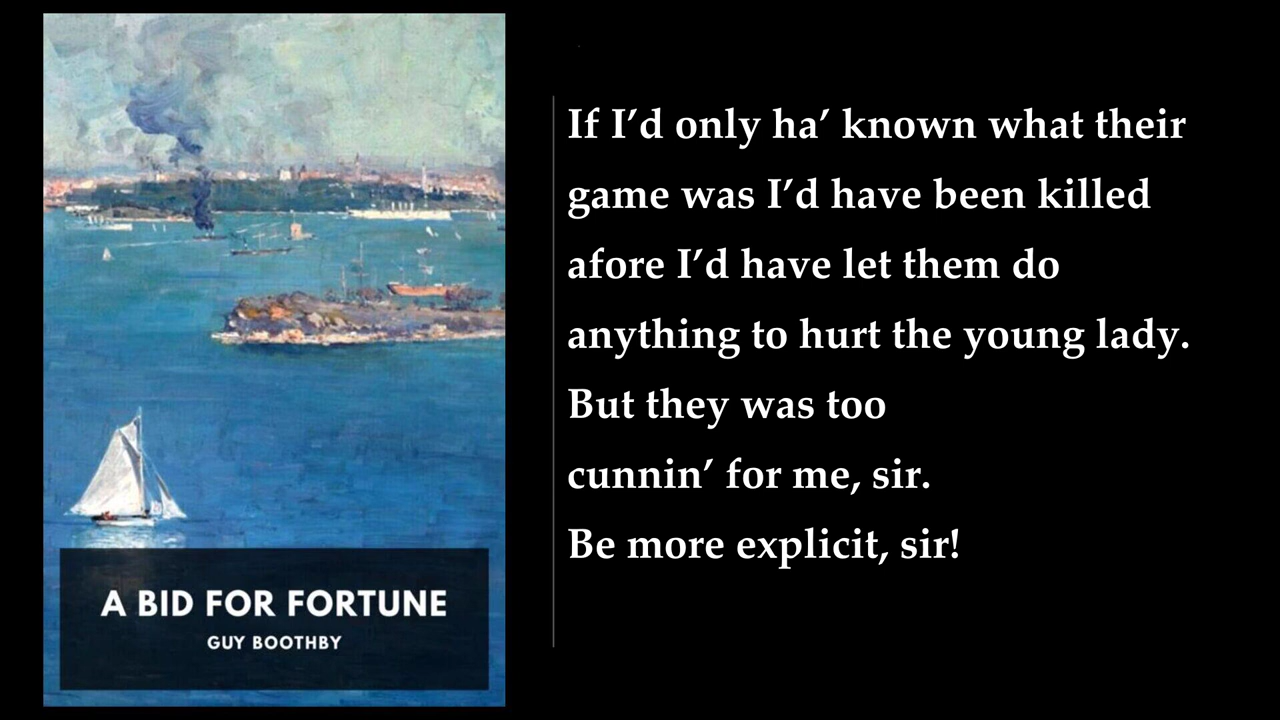 A BID FOR FORTUNE
GUY BOOTHBY
If I’d only ha’ known what their
game was I’d have been killed
afore I’d have let them do
anything to hurt the young lady.
But they was too
cunnin’ for me, sir.
Be more explicit, sir!